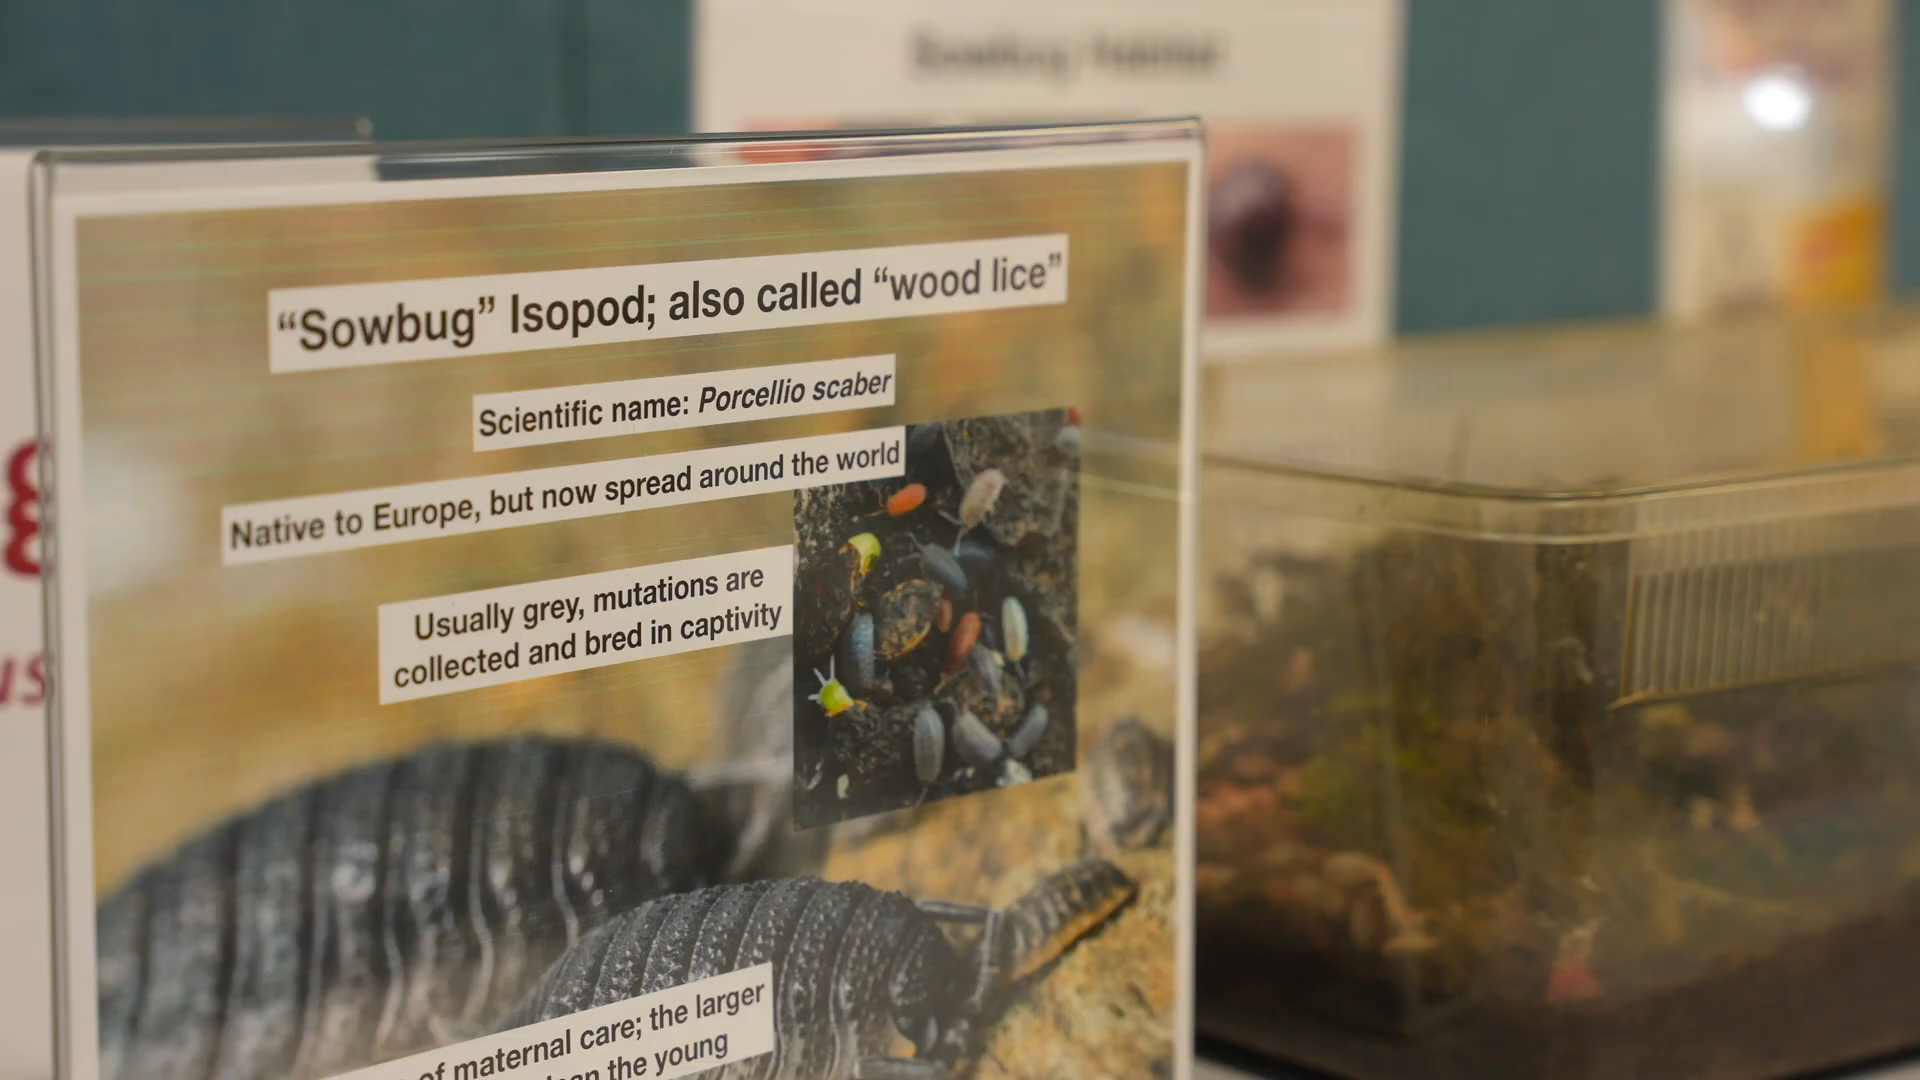 “Sowbug” Isopod; also called “wood lice”
Scientific name: Porcellio scaber
Native to Europe, but now spread around the world
Usually grey, mutations are
collected and bred in captivity
of maternal care; the larger
the young